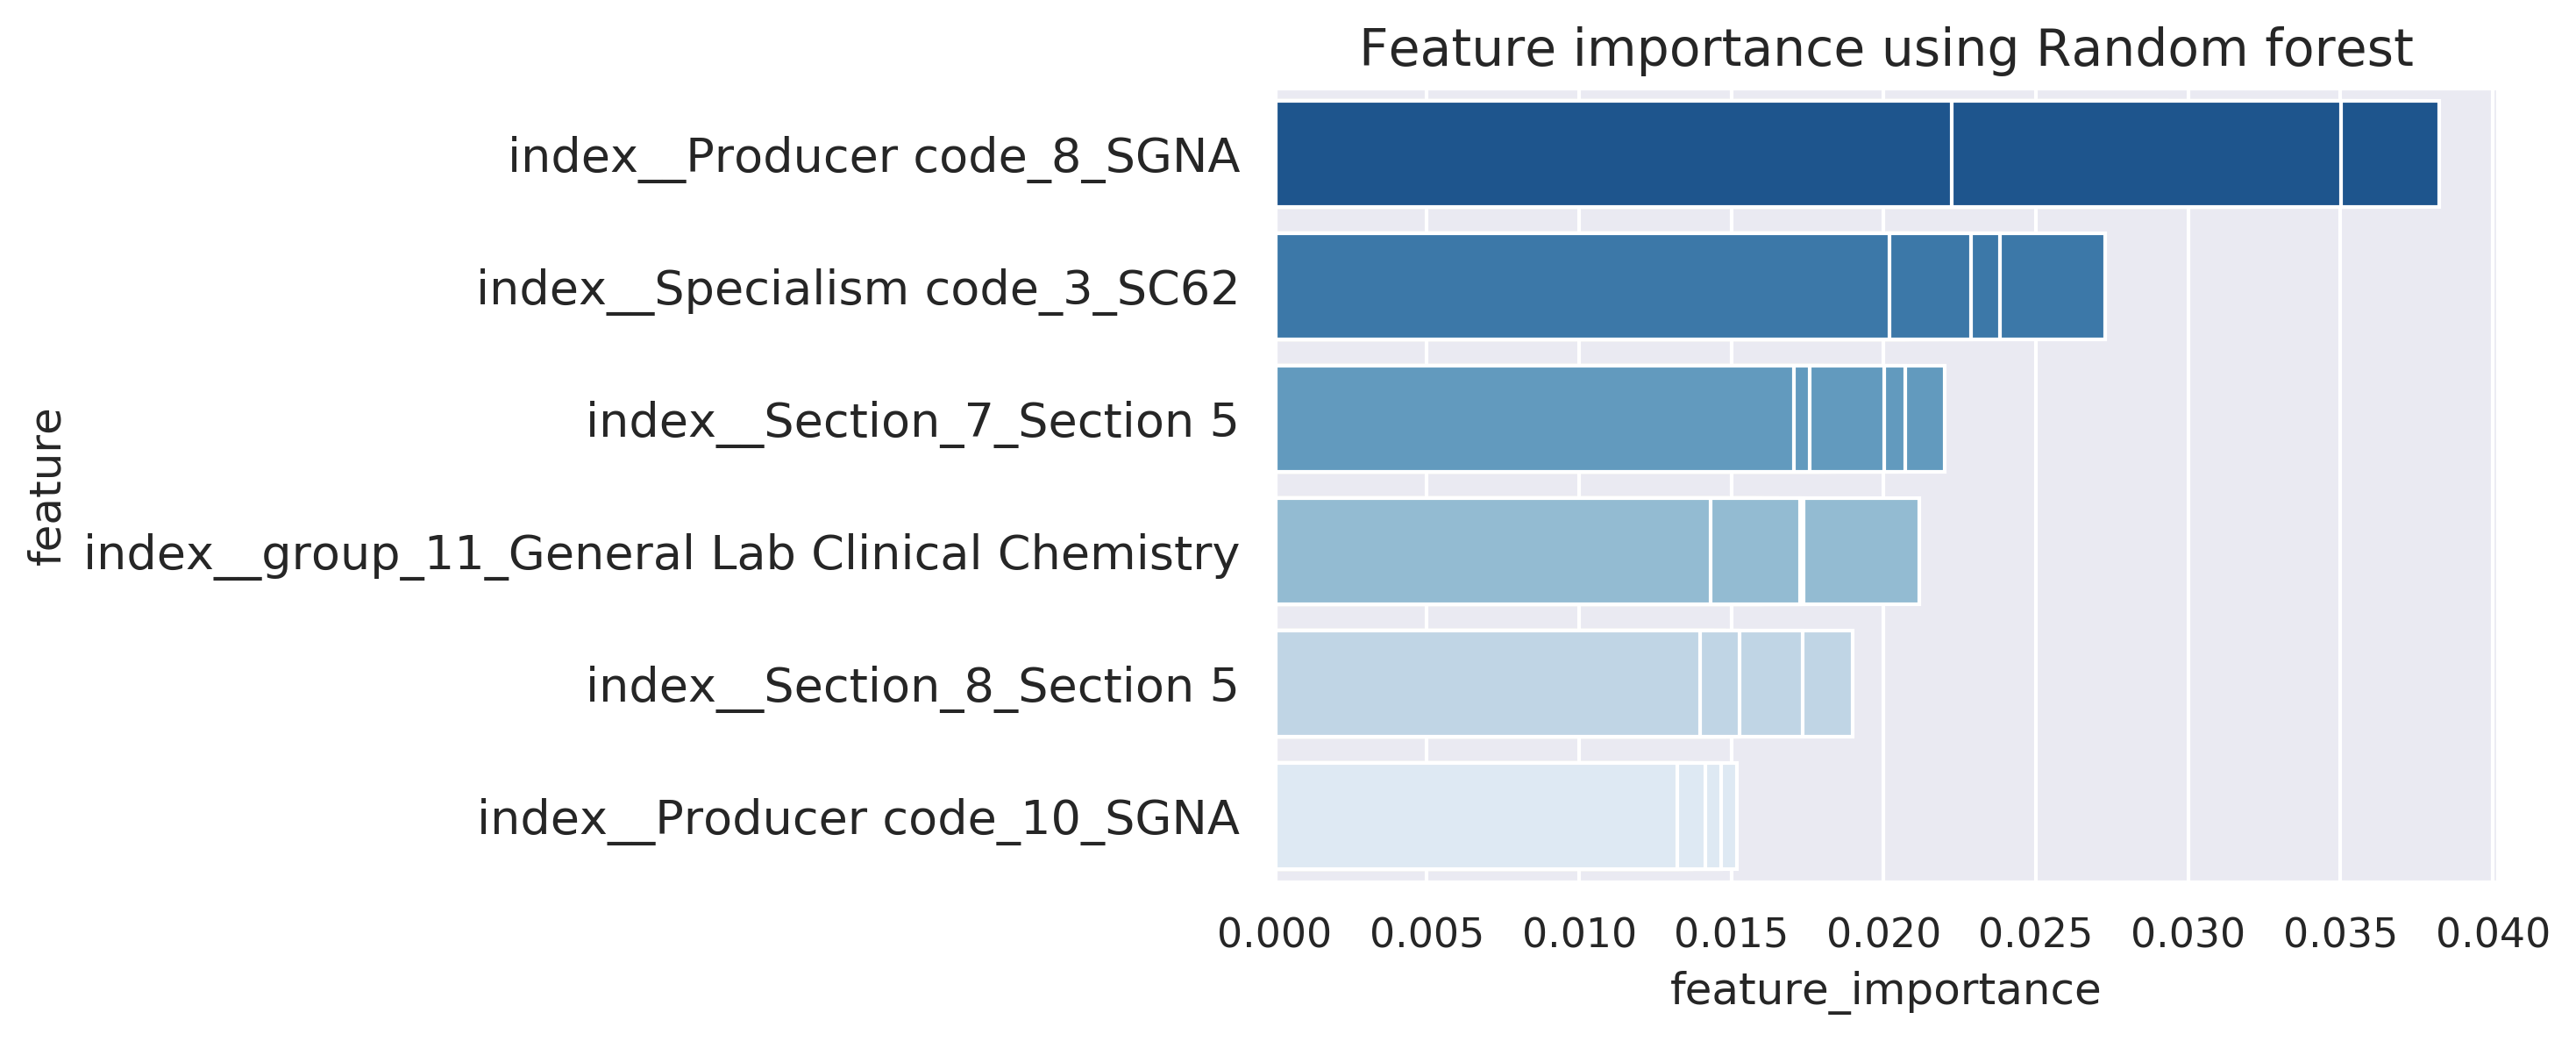 Feature importance using Random forest
index__Producer code_8_SGNA
index__Specialism code_3_SC62
index__Section_7_Section 5
index__group_11_General Lab Clinical Chemistry
index__Section_8_Section 5
index__Producer code_10_SGNA
feature
0.000 0.005 0.010 0.015 0.020 0.025 0.030 0.035 0.040
feature_importance